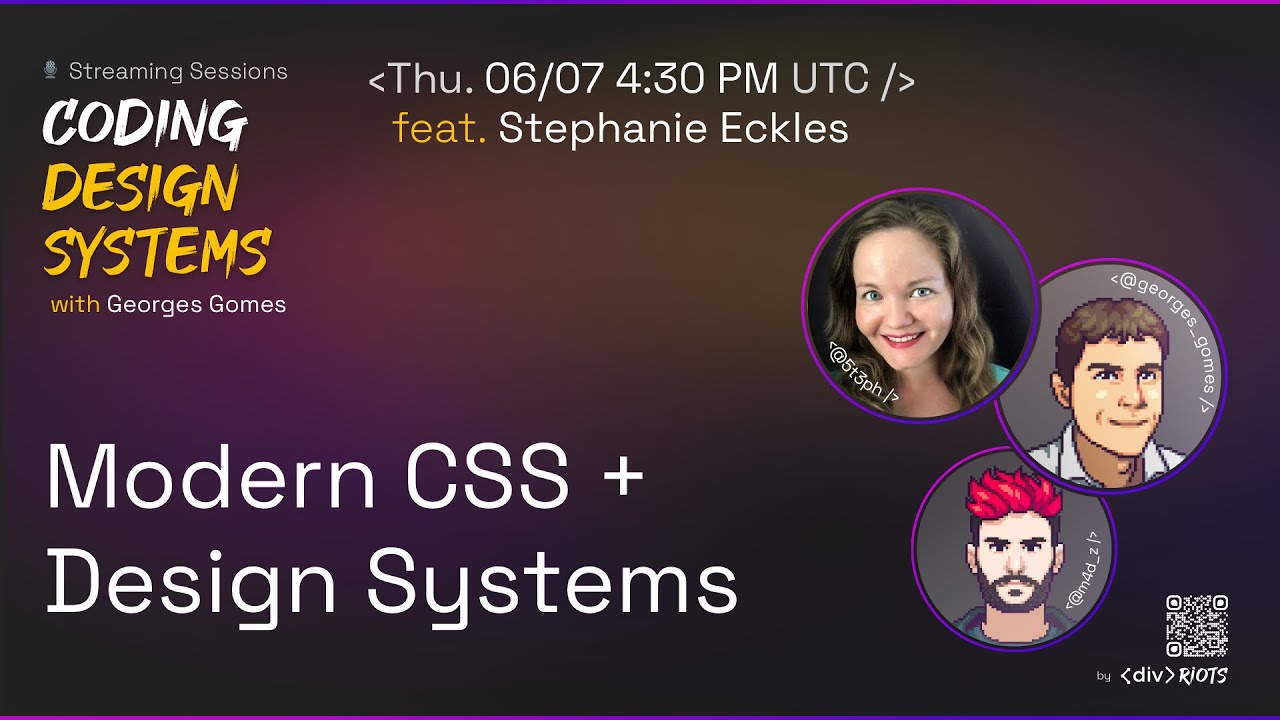 Streaming Sessions
CODING
DESIGN
SYSTEMS
with Georges Gomes
<Thu. 06/07 4:30 PM UTC />
feat. Stephanie Eckles
<@5t3ph />
<@georges_gomes />
<@m4d_z />
Modern CSS +
Design Systems
by <div> RIOTS